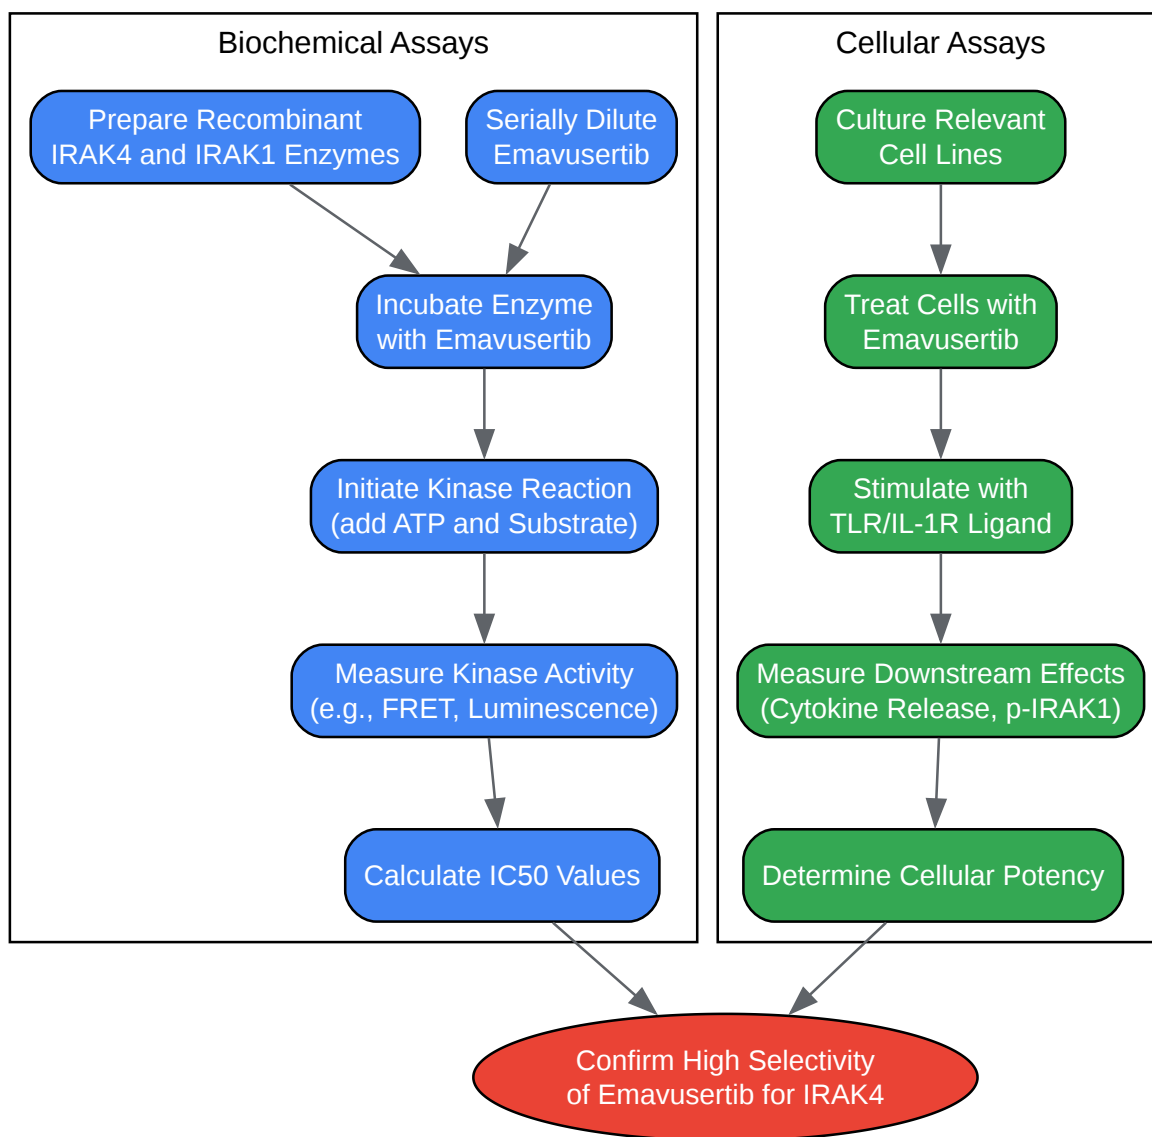 Biochemical Assays
Prepare Recombinant
IRAK4 and IRAK1 Enzymes
Serially Dilute
Emavusertib
Incubate Enzyme
with Emavusertib
Initiate Kinase Reaction
(add ATP and Substrate)
Measure Kinase Activity
(e.g., FRET, Luminescence)
Calculate IC50 Values
Cellular Assays
Culture Relevant
Cell Lines
Treat Cells with
Emavusertib
Stimulate with
TLR/IL-1R Ligand
Measure Downstream Effects
(Cytokine Release, p-IRAK1)
Determine Cellular Potency
Confirm High Selectivity
of Emavusertib for IRAK4